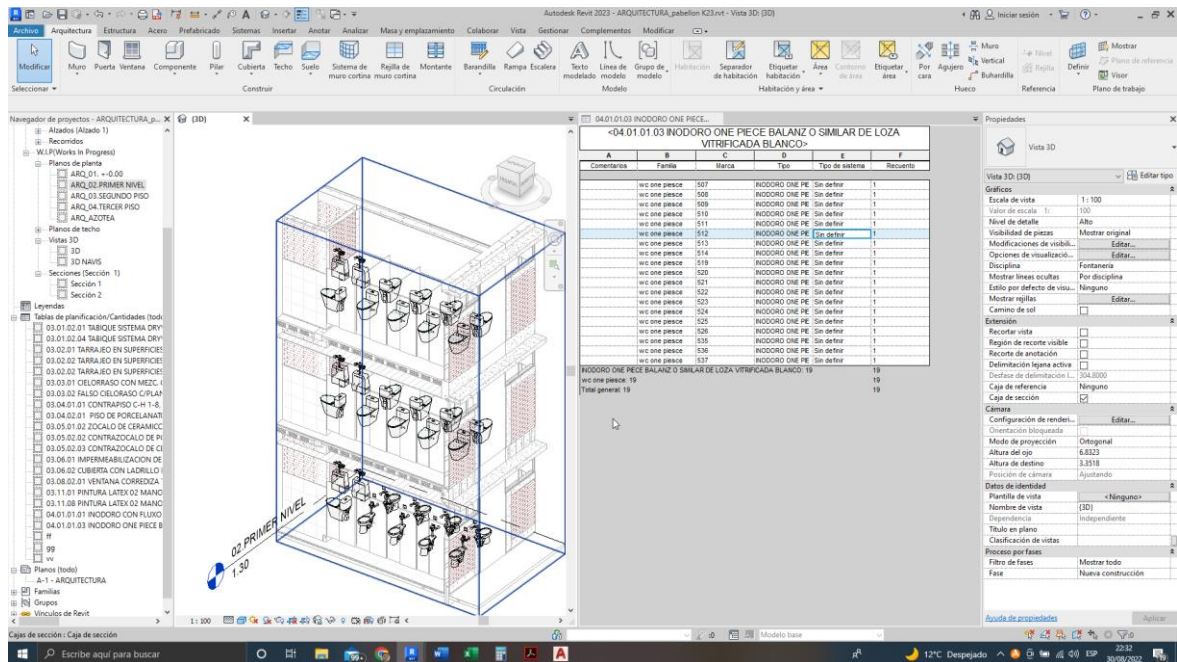 Autodesk Revit 2023 - ARQUITECTURA_pabellon K23.rvt - Vista 3D: {3D}
Iniciar sesión
Archivo Arquitectura Estructura Acero Prefabricado Sistemas Insertar Anotar Analizar Masa y emplazamiento Colaborar Vista Gestionar Complementos Modificar
Modificar Muro Puerta Ventana Componente Pilar Cubierta Techo Suelo Sistema de muro cortina Rejilla de muro cortina Montante Barandilla Rampa Escalera Texto modelado Línea de modelo Grupo de modelo Habitación Separador de habitación Etiquetar habitación Área Contorno de área Etiquetar área Por cara Agujero Muro Vertical Buhardilla Nivel Rejilla Definir Mostrar Plano de referencia Visor
Seleccionar Construir Circulación Modelo Habitación y área Hueco Referencia Plano de trabajo
Navegador de proyectos - ARQUITECTURA_p...
Alzados (Alzado 1)
Recorridos
W.I.P(Works In Progress)
Planos de planta
ARQ_01. +-0.00
ARQ_02.PRIMER NIVEL
ARQ_03.SEGUNDO PISO
ARQ_04.TERCER PISO
ARQ_AZOTEA
Planos de techo
Vistas 3D
3D
3D NAVIS
Secciones (Sección 1)
Sección 1
Sección 2
Leyendas
Tablas de planificación/Cantidades (todo
03.01.02.01 TABIQUE SISTEMA DRY
03.01.02.04 TABIQUE SISTEMA DRY
03.02.01 TARRAJEO EN SUPERFICIES
03.02.02 TARRAJEO EN SUPERFICIES
03.02.02 TARRAJEO EN SUPERFICIES
03.03.01 CIELORRASO CON MEZC. 
03.03.02 FALSO CIELORASO C/PLAN
03.04.01.01 CONTRAPISO C-H 1-8,
03.04.02.01 PISO DE PORCELANAT
03.05.01.02 ZOCALO DE CERAMICC
03.05.02.02 CONTRAZOCALO DE PI
03.05.02.03 CONTRAZOCALO DE CE
03.06.01 IMPERMEABILIZACION DE
03.06.02 CUBIERTA CON LADRILLO
03.08.02.01 VENTANA CORREDIZA
03.11.01 PINTURA LATEX 02 MANO
03.11.08 PINTURA LATEX 02 MANO
04.01.01.01 INODORO CON FLUXO
04.01.01.03 INODORO ONE PIECE B
ff
gg
vv
Planos (todo)
A-1 - ARQUITECTURA
Familias
Grupos
Vínculos de Revit
{3D}
02.PRIMER NIVEL
1.30
1 : 100
04.01.01.03 INODORO ONE PIECE...
<04.01.01.03 INODORO ONE PIECE BALANZ O SIMILAR DE LOZA
VITRIFICADA BLANCO>
A B C D E F
Comentarios Familia Marca Tipo Tipo de sistema Recuento
wc one piesce 507 INODORO ONE PIE Sin definir 1
wc one piesce 508 INODORO ONE PIE Sin definir 1
wc one piesce 509 INODORO ONE PIE Sin definir 1
wc one piesce 510 INODORO ONE PIE Sin definir 1
wc one piesce 511 INODORO ONE PIE Sin definir 1
wc one piesce 512 INODORO ONE PIE Sin definir 1
wc one piesce 513 INODORO ONE PIE Sin definir 1
wc one piesce 514 INODORO ONE PIE Sin definir 1
wc one piesce 519 INODORO ONE PIE Sin definir 1
wc one piesce 520 INODORO ONE PIE Sin definir 1
wc one piesce 521 INODORO ONE PIE Sin definir 1
wc one piesce 522 INODORO ONE PIE Sin definir 1
wc one piesce 523 INODORO ONE PIE Sin definir 1
wc one piesce 524 INODORO ONE PIE Sin definir 1
wc one piesce 525 INODORO ONE PIE Sin definir 1
wc one piesce 526 INODORO ONE PIE Sin definir 1
wc one piesce 535 INODORO ONE PIE Sin definir 1
wc one piesce 536 INODORO ONE PIE Sin definir 1
wc one piesce 537 INODORO ONE PIE Sin definir 1
INODORO ONE PIECE BALANZ O SIMILAR DE LOZA VITRIFICADA BLANCO: 19 19
wc one piesce: 19 19
Total general: 19 19
Propiedades
Vista 3D
Vista 3D: {3D} Editar tipo
Gráficos
Escala de vista 1 : 100
Valor de escala 1: 100
Nivel de detalle Alto
Visibilidad de piezas Mostrar original
Modificaciones de visibili... Editar...
Opciones de visualizació... Editar...
Disciplina Fontanería
Mostrar líneas ocultas Por disciplina
Estilo por defecto de visu... Ninguno
Mostrar rejillas Editar...
Camino de sol
Extensión
Recortar vista
Región de recorte visible
Recorte de anotación
Delimitación lejana activa
Desfase de delimitación l... 304.8000
Caja de referencia Ninguno
Caja de sección
Cámara
Configuración de renderi... Editar...
Orientación bloqueada
Modo de proyección Ortogonal
Altura del ojo 6.8323
Altura de destino 3.3518
Posición de cámara Ajustando
Datos de identidad
Plantilla de vista <Ninguno>
Nombre de vista {3D}
Dependencia Independiente
Título en plano
Clasificación de vistas
Proceso por fases
Filtro de fases Mostrar todo
Fase Nueva construcción
Ayuda de propiedades Aplicar
Cajas de sección : Caja de sección
:0 Modelo base :0
Escribe aquí para buscar
12°C Despejado ESP 22:32
30/08/2022